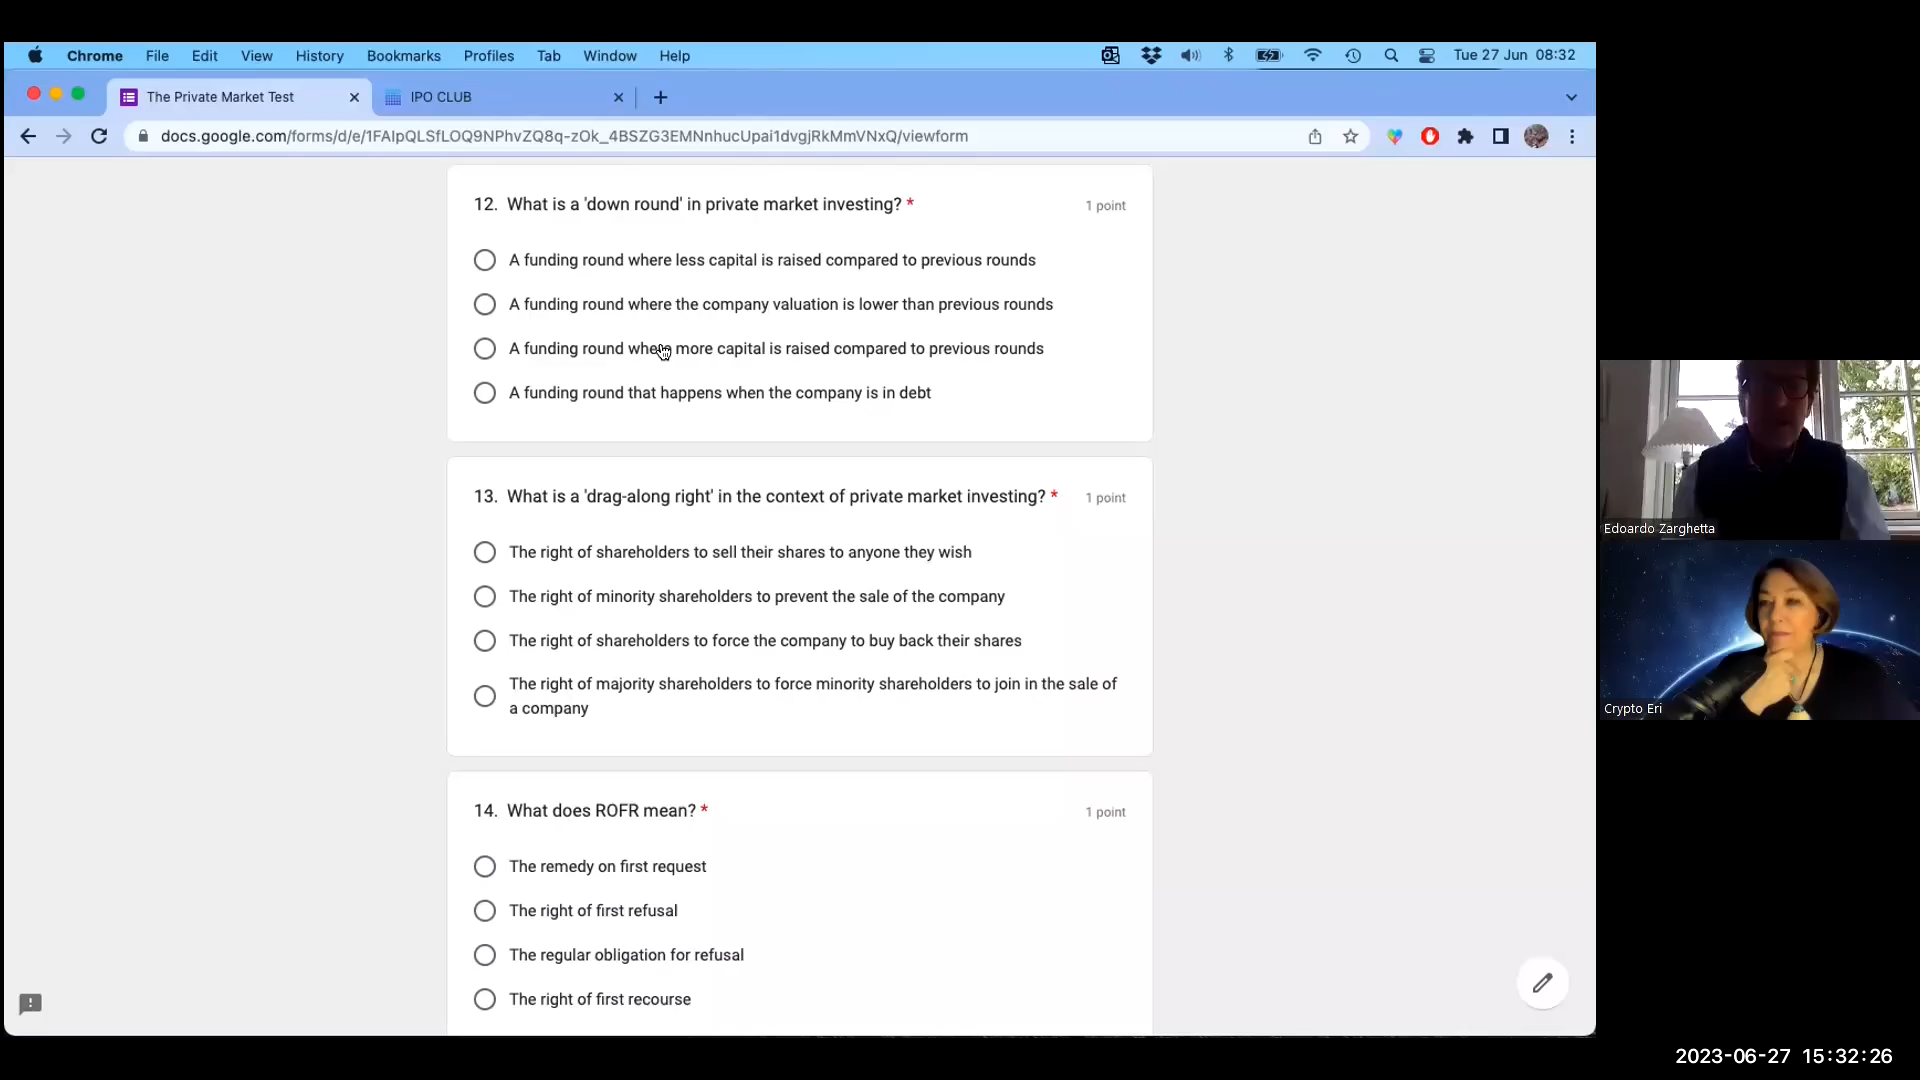 Chrome File Edit View History Bookmarks Profiles Tab Window Help Tue 27 Jun 08:32
The Private Market Test IPO CLUB
docs.google.com/forms/d/e/1FAIpQLSfLOQ9NPhvZQ8q-zOk_4BSZG3EMNnhucUpai1dvgjRkMmVNxQ/viewform
12. What is a 'down round' in private market investing? * 1 point
A funding round where less capital is raised compared to previous rounds
A funding round where the company valuation is lower than previous rounds
A funding round where more capital is raised compared to previous rounds
A funding round that happens when the company is in debt
13. What is a 'drag-along right' in the context of private market investing? * 1 point
The right of shareholders to sell their shares to anyone they wish
The right of minority shareholders to prevent the sale of the company
The right of shareholders to force the company to buy back their shares
The right of majority shareholders to force minority shareholders to join in the sale of
a company
14. What does ROFR mean? * 1 point
The remedy on first request
The right of first refusal
The regular obligation for refusal
The right of first recourse
Edoardo Zarghetta
Crypto Eri
2023-06-27 15:32:26